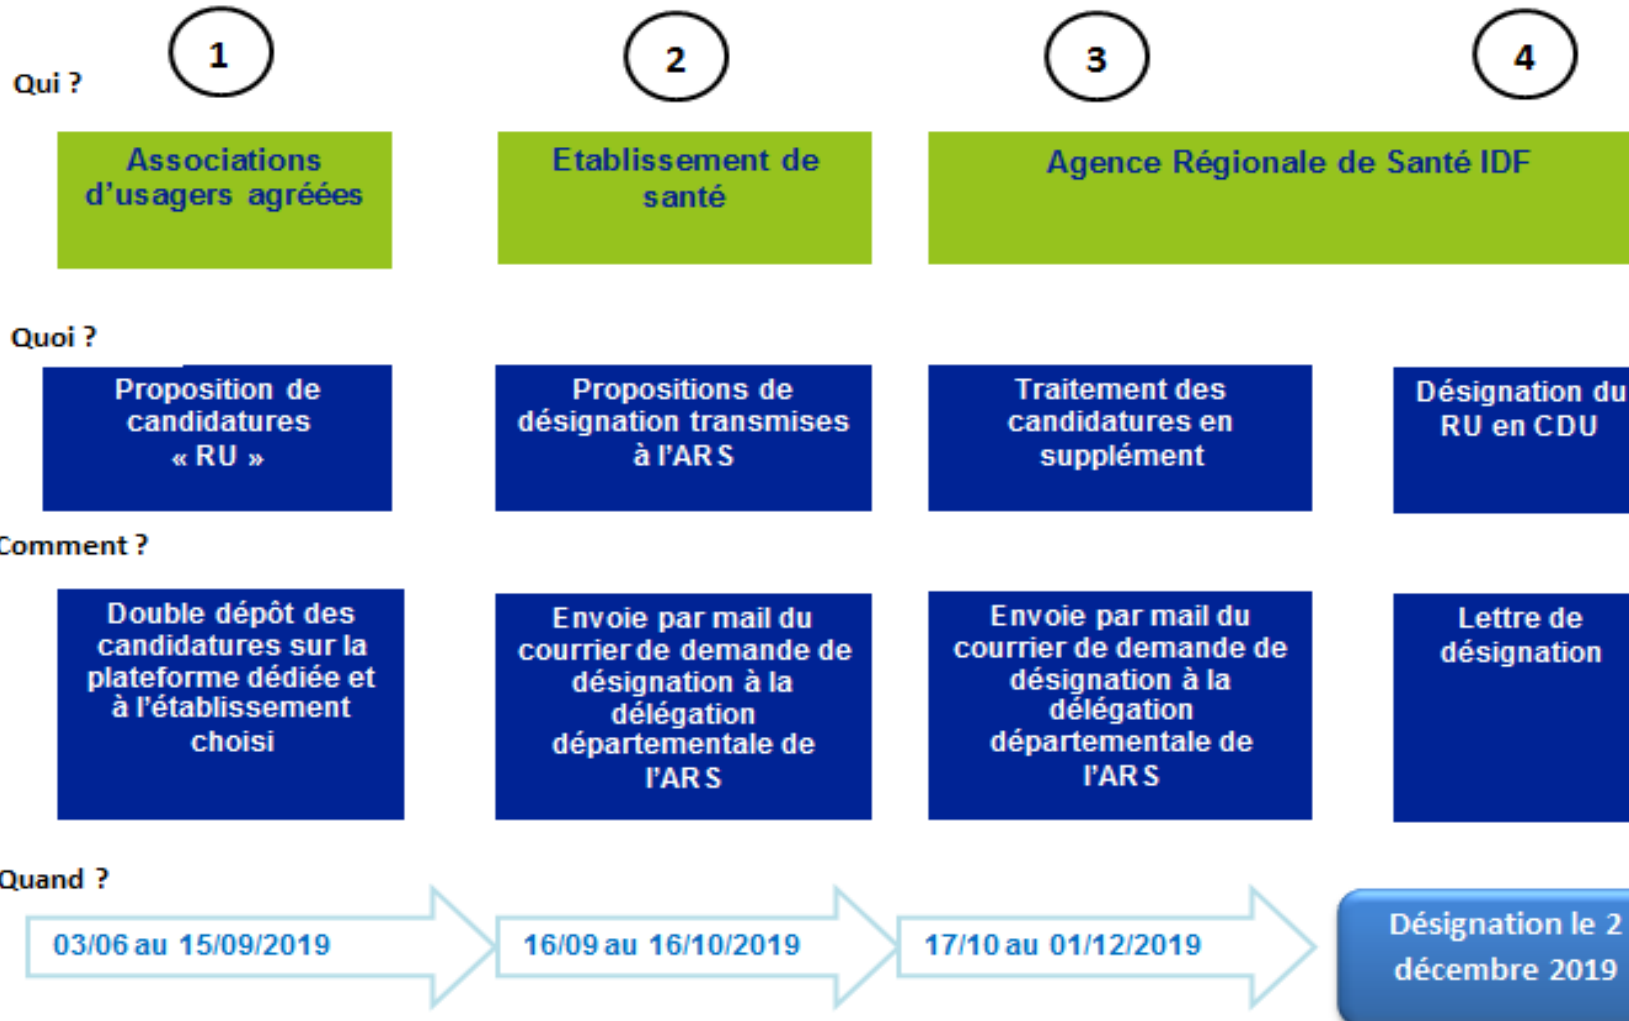 1
2
3
4
Qui ?
Associations
d'usagers agréées
Etablissement de
santé
Agence Régionale de Santé IDF
Quoi ?
Proposition de
candidatures
« RU »
Propositions de
désignation transmises
à l'ARS
Traitement des
candidatures en
supplément
Désignation du
RU en CDU
Comment ?
Double dépôt des
candidatures sur la
plateforme dédiée et
à l'établissement
choisi
Envoie par mail du
courrier de demande de
désignation à la
délégation
départementale de
l'ARS
Envoie par mail du
courrier de demande de
désignation à la
délégation
départementale de
l'ARS
Lettre de
désignation
Quand ?
03/06 au 15/09/2019
16/09 au 16/10/2019
17/10 au 01/12/2019
Désignation le 2
décembre 2019